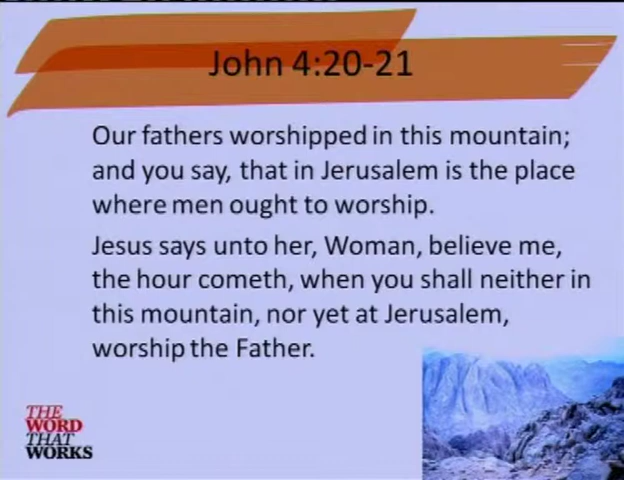 John 4:20-21
Our fathers worshipped in this mountain;
and you say, that in Jerusalem is the place
where men ought to worship.
Jesus says unto her, Woman, believe me,
the hour cometh, when you shall neither in
this mountain, nor yet at Jerusalem,
worship the Father.
THE
WORD
THAT
WORKS